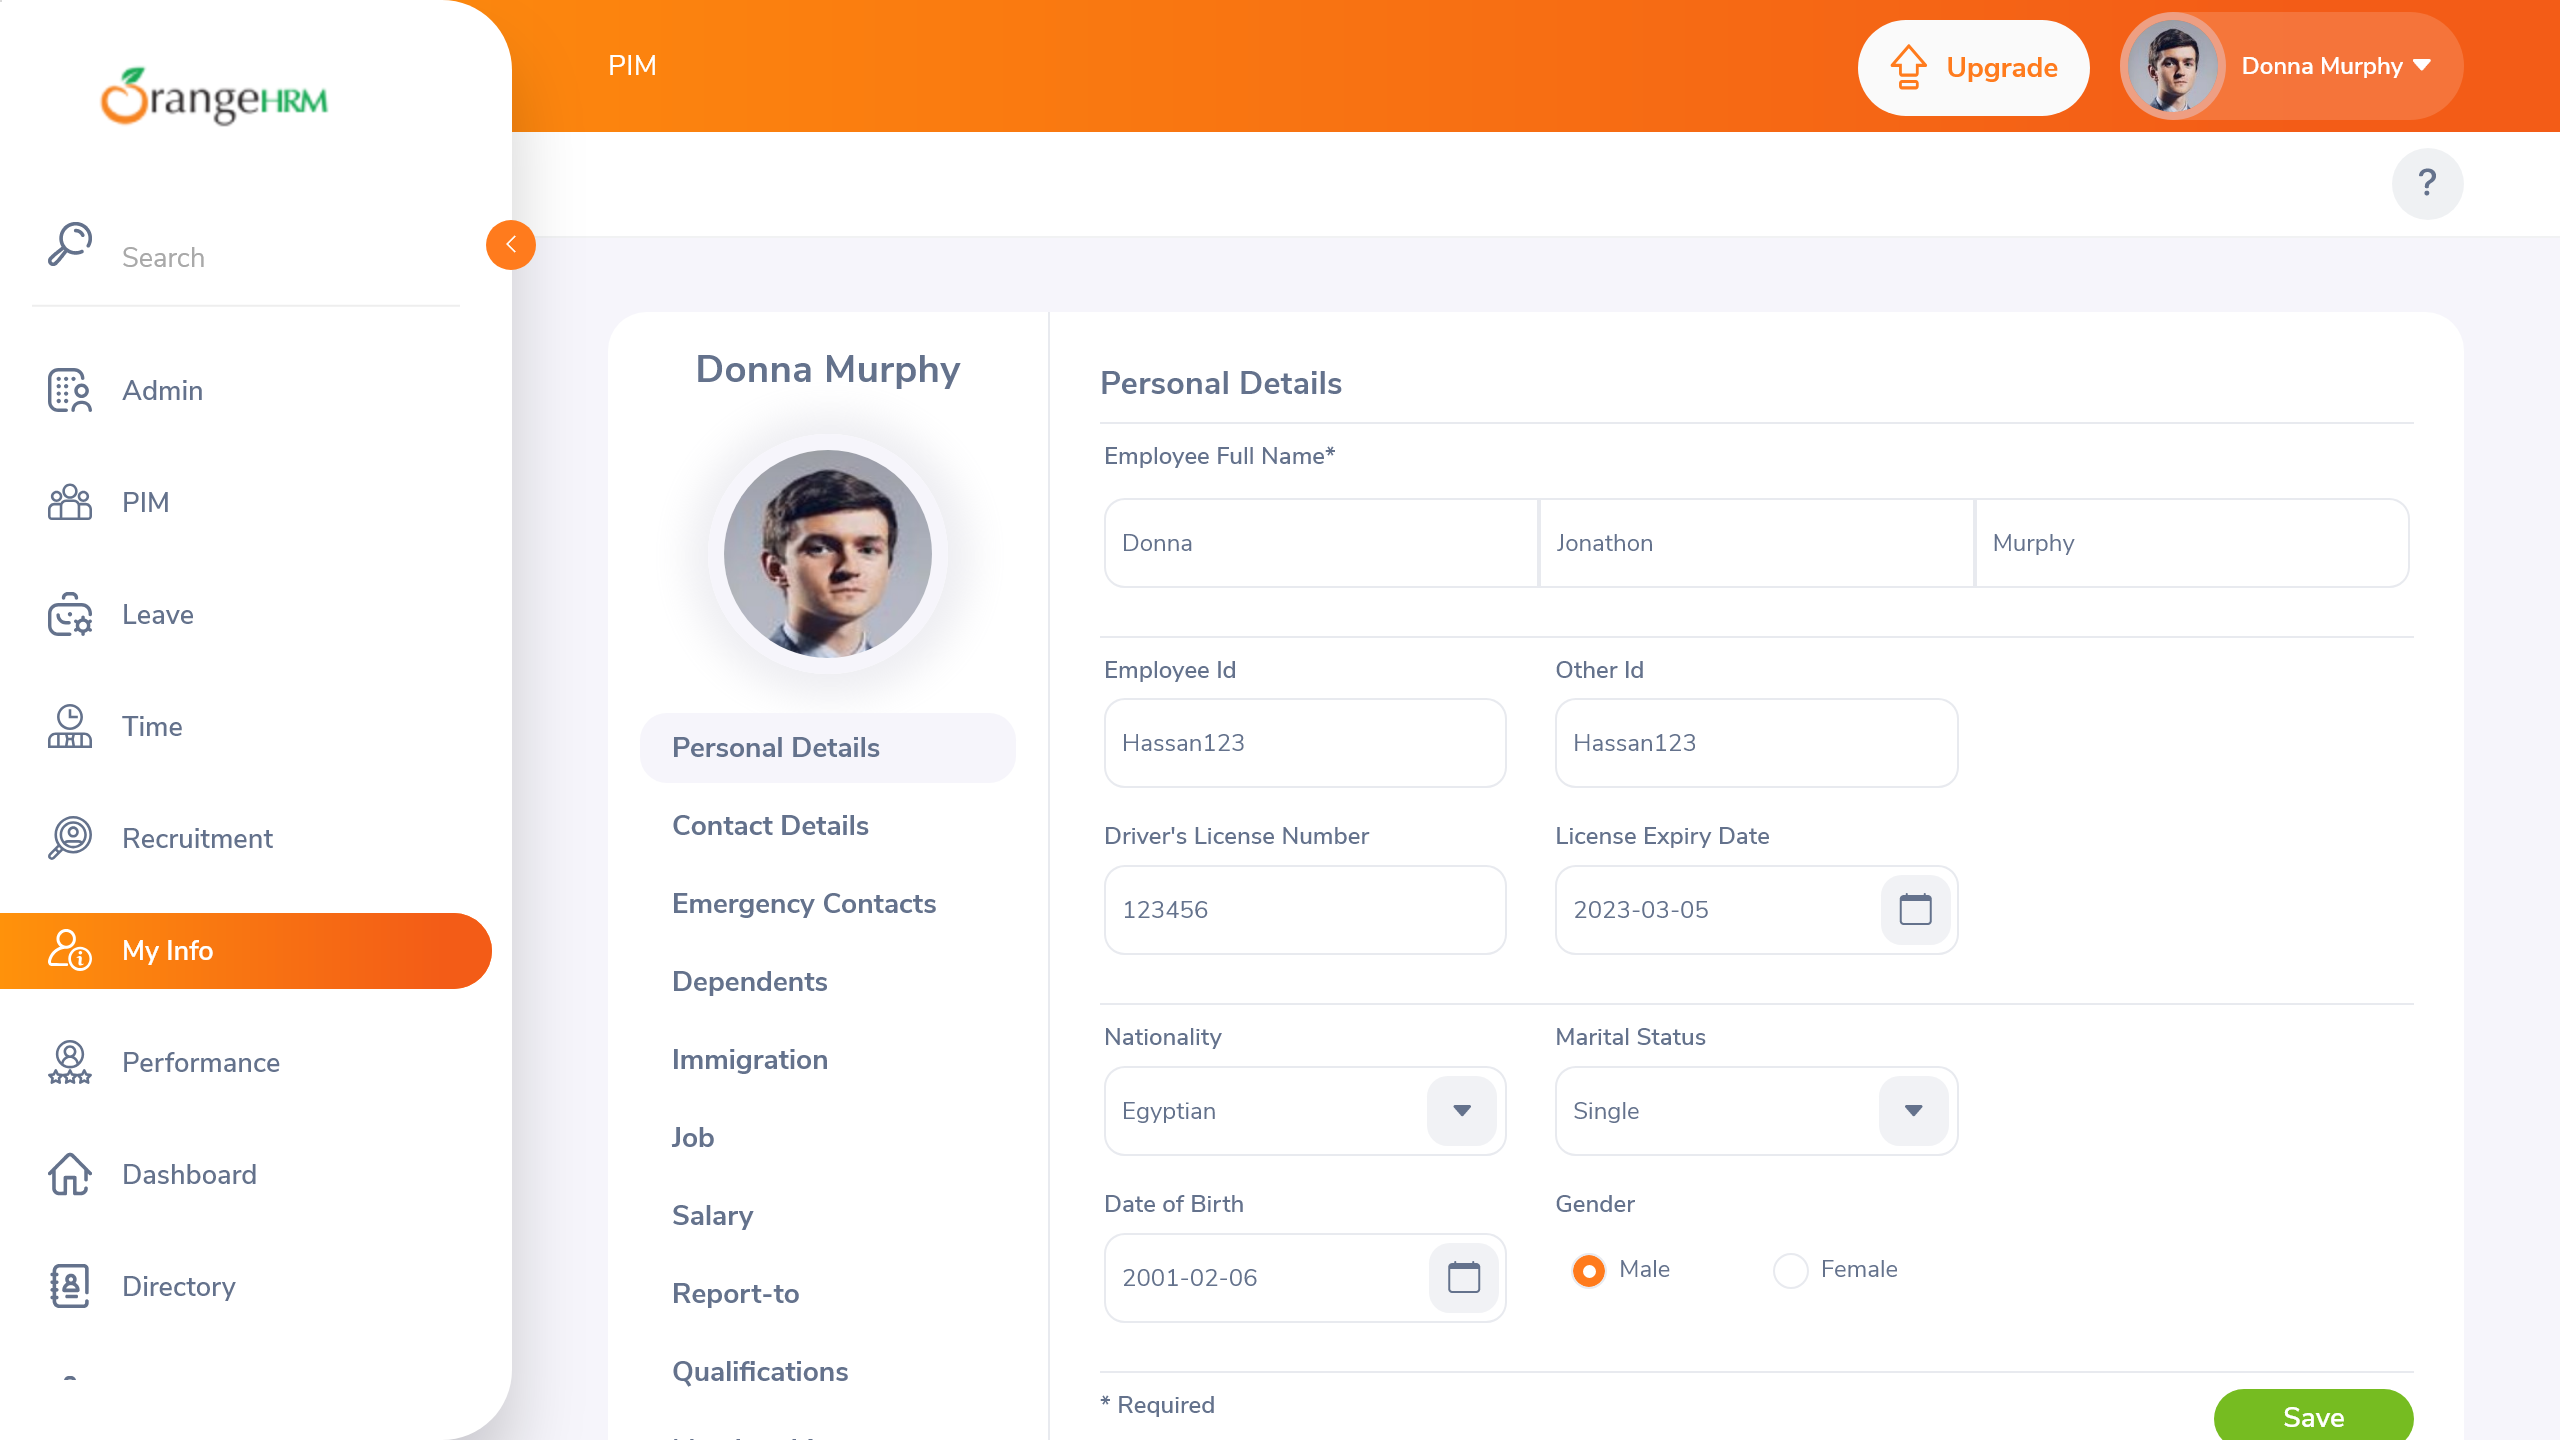 OrangeHRM
PIM
Upgrade
Donna Murphy
?
Search
Admin
PIM
Leave
Time
Recruitment
My Info
Performance
Dashboard
Directory
Donna Murphy
Personal Details
Contact Details
Emergency Contacts
Dependents
Immigration
Job
Salary
Report-to
Qualifications
Personal Details
Employee Full Name*
Donna Jonathon Murphy
Employee Id Other Id
Hassan123 Hassan123
Driver's License Number License Expiry Date
123456 2023-03-05
Nationality Marital Status
Egyptian Single
Date of Birth Gender
2001-02-06 Male Female
* Required
Save